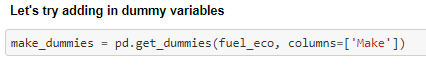 Let's try adding in dummy variables
make_dummies = pd.get_dummies(fuel_eco, columns=['Make'])